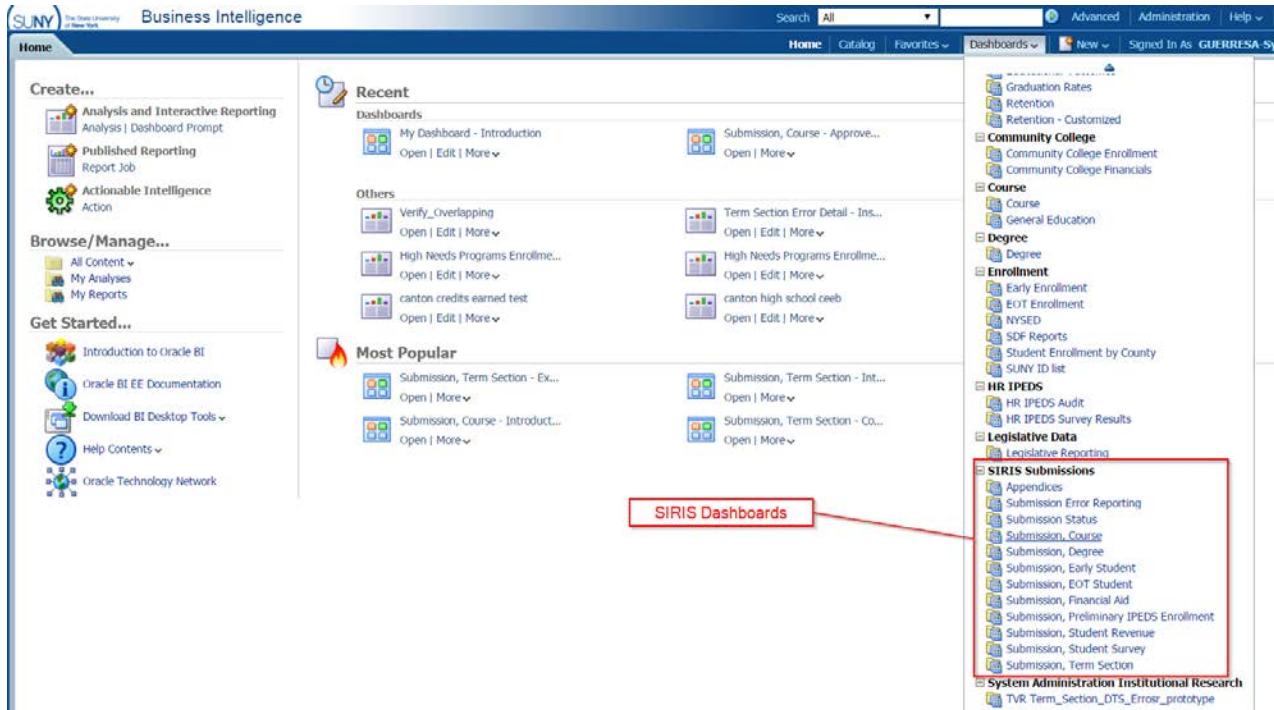 SUNY The State University of New York Business Intelligence
Search All Advanced Administration Help
Home
Home Catalog Favorites Dashboards New Signed In As GUERRESA-Sy
Create...
Analysis and Interactive Reporting
Analysis | Dashboard Prompt
Published Reporting
Report Job
Actionable Intelligence
Action
Browse/Manage...
All Content
My Analyses
My Reports
Get Started...
Introduction to Oracle BI
Oracle BI EE Documentation
Download BI Desktop Tools
Help Contents
Oracle Technology Network
Recent
Dashboards
My Dashboard - Introduction
Open | Edit | More
Submission, Course - Approve...
Open | More
Others
Verify_Overlapping
Open | Edit | More
Term Section Error Detail - Ins...
Open | Edit | More
High Needs Programs Enrollme...
Open | Edit | More
High Needs Programs Enrollme...
Open | Edit | More
canton credits earned test
Open | Edit | More
canton high school ceeb
Open | Edit | More
Most Popular
Submission, Term Section - Ex...
Open | More
Submission, Term Section - Int...
Open | More
Submission, Course - Introduct...
Open | More
Submission, Term Section - Co...
Open | More
SIRIS Dashboards
Graduation Rates
Retention
Retention - Customized
Community College
Community College Enrollment
Community College Financials
Course
Course
General Education
Degree
Degree
Enrollment
Early Enrollment
EOT Enrollment
NYSED
SDF Reports
Student Enrollment by County
SUNY ID list
HR IPEDS
HR IPEDS Audit
HR IPEDS Survey Results
Legislative Data
Legislative Reporting
SIRIS Submissions
Appendices
Submission Error Reporting
Submission Status
Submission, Course
Submission, Degree
Submission, Early Student
Submission, EOT Student
Submission, Financial Aid
Submission, Preliminary IPEDS Enrollment
Submission, Student Revenue
Submission, Student Survey
Submission, Term Section
System Administration Institutional Research
TVR Term_Section_DTS_Errosr_prototype